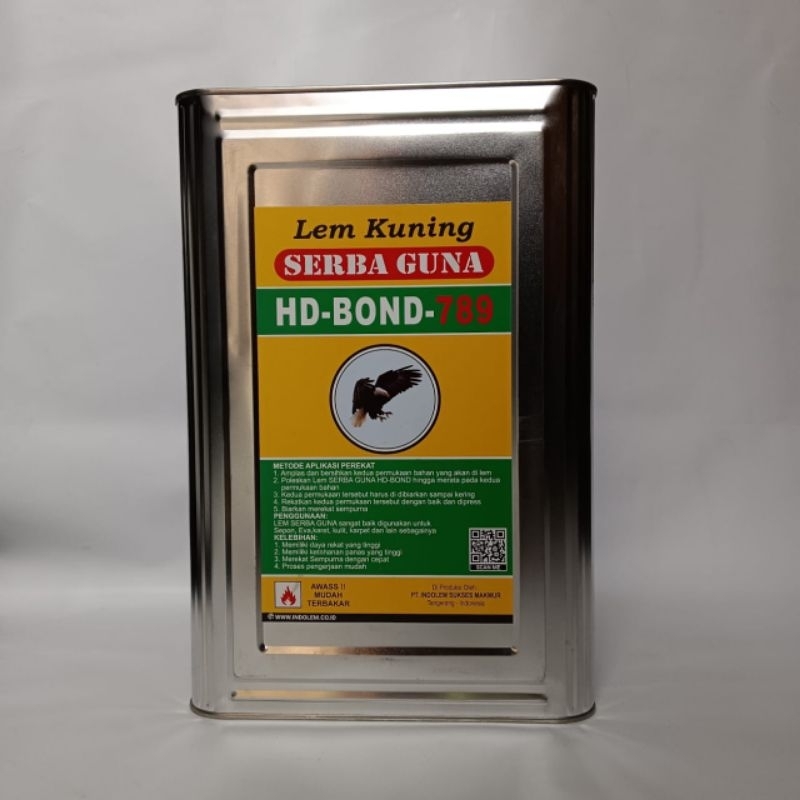 Lem Kuning
SERBA GUNA
HD-BOND-789
METODE APLIKASI PEREKAT
1. Amplas dan bersihkan kedua permukaan bahan yang akan di lem
2. Poleskan Lem SERBA GUNA HD-BOND hingga merata pada kedua
permukaan bahan
3. Kedua permukaan tersebut harus di dibiarkan sampai kering
4. Rekatkan kedua permukaan tersebut dengan baik dan dipress
5. Biarkan merekat sempurna
PENGGUNAAN:
LEM SERBA GUNA sangat baik digunakan untuk
Sepon, Eva,karet, kulit, karpet dan lain sebagainya
KELEBIHAN:
1. Memiliki daya rekat yang tinggi
2. Memiliki ketahanan panas yang tinggi
3. Merekat Sempurna dengan cepat
4. Proses pengerjaan mudah
SCAN ME
AWASS !!
MUDAH
TERBAKAR
Di Produksi Oleh:
PT. INDOLEM SUKSES MAKMUR
Tangerang - Indonesia
WWW.INDOLEM.CO.ID